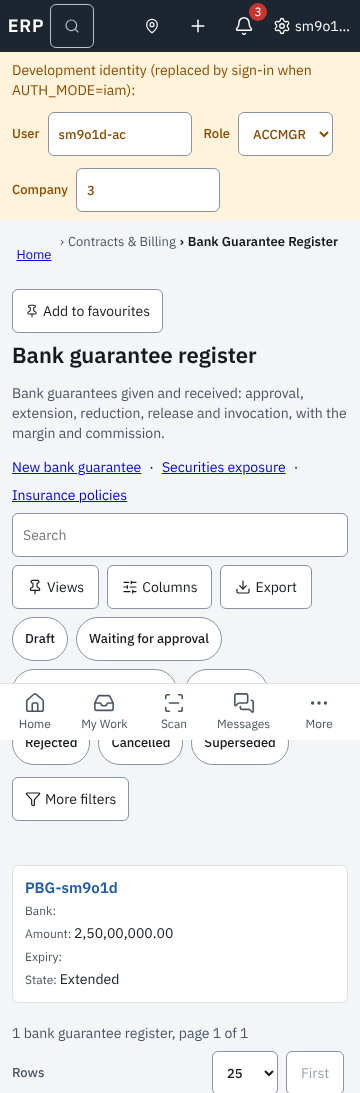 ERP
3
sm9o1...
Development identity (replaced by sign-in when
AUTH_MODE=iam):
User sm9o1d-ac Role ACCMGR
Company 3
Home › Contracts & Billing › Bank Guarantee Register
Add to favourites
Bank guarantee register
Bank guarantees given and received: approval,
extension, reduction, release and invocation, with the
margin and commission.
New bank guarantee · Securities exposure ·
Insurance policies
Search
Views Columns Export
Draft Waiting for approval
Home My Work Scan Messages More
Rejected Cancelled Superseded
More filters
PBG-sm9o1d
Bank:
Amount: 2,50,00,000.00
Expiry:
State: Extended
1 bank guarantee register, page 1 of 1
Rows 25 First